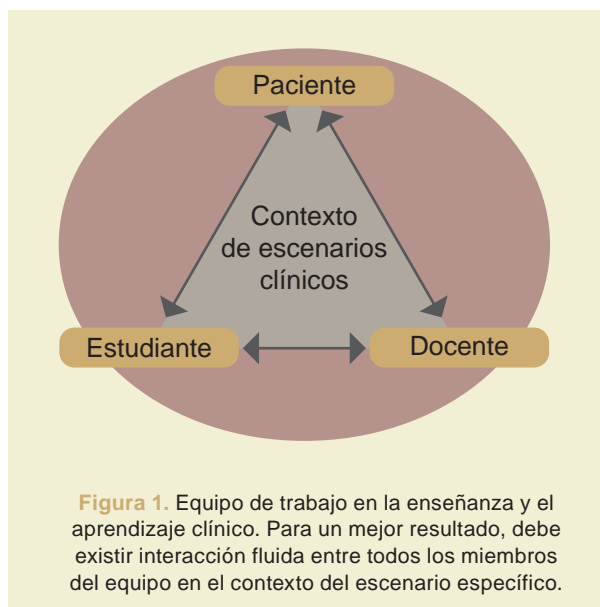 Paciente
Contexto
de escenarios
clínicos
Estudiante
Docente
Figura 1. Equipo de trabajo en la enseñanza y el
aprendizaje clínico. Para un mejor resultado, debe
existir interacción fluida entre todos los miembros
del equipo en el contexto del escenario específico.